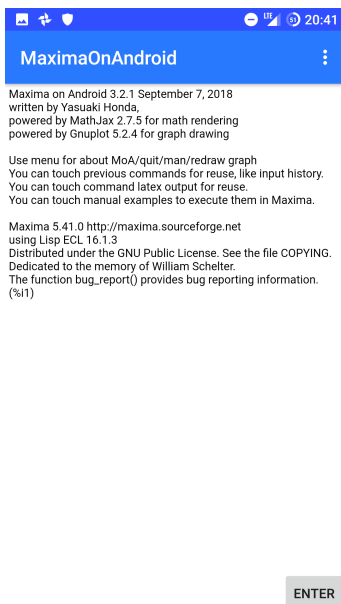 LTE 51 20:41
MaximaOnAndroid
Maxima on Android 3.2.1 September 7, 2018
written by Yasuaki Honda,
powered by MathJax 2.7.5 for math rendering
powered by Gnuplot 5.2.4 for graph drawing
Use menu for about MoA/quit/man/redraw graph
You can touch previous commands for reuse, like input history.
You can touch command latex output for reuse.
You can touch manual examples to execute them in Maxima.
Maxima 5.41.0 http://maxima.sourceforge.net
using Lisp ECL 16.1.3
Distributed under the GNU Public License. See the file COPYING.
Dedicated to the memory of William Schelter.
The function bug_report() provides bug reporting information.
(%i1)
ENTER